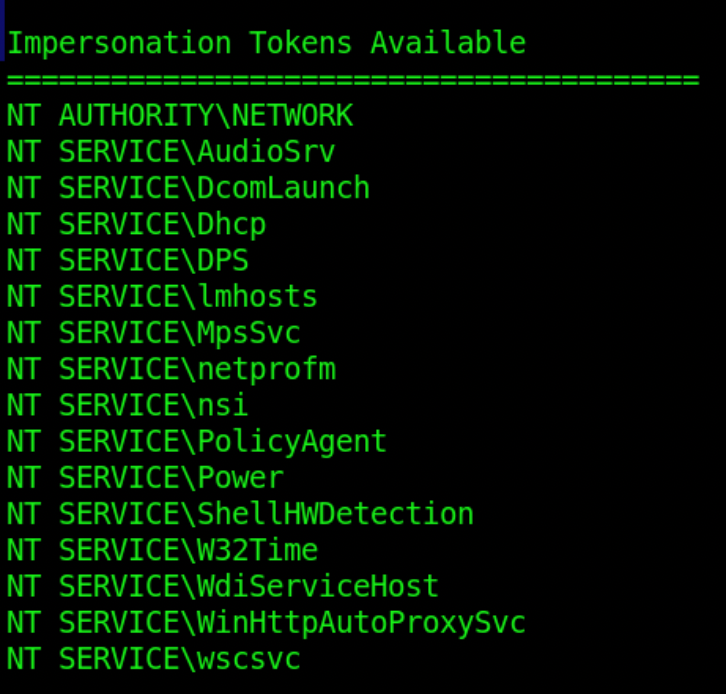 Impersonation Tokens Available
========================================
NT AUTHORITY\NETWORK
NT SERVICE\AudioSrv
NT SERVICE\DcomLaunch
NT SERVICE\Dhcp
NT SERVICE\DPS
NT SERVICE\lmhosts
NT SERVICE\MpsSvc
NT SERVICE\netprofm
NT SERVICE\nsi
NT SERVICE\PolicyAgent
NT SERVICE\Power
NT SERVICE\ShellHWDetection
NT SERVICE\W32Time
NT SERVICE\WdiServiceHost
NT SERVICE\WinHttpAutoProxySvc
NT SERVICE\wscsvc